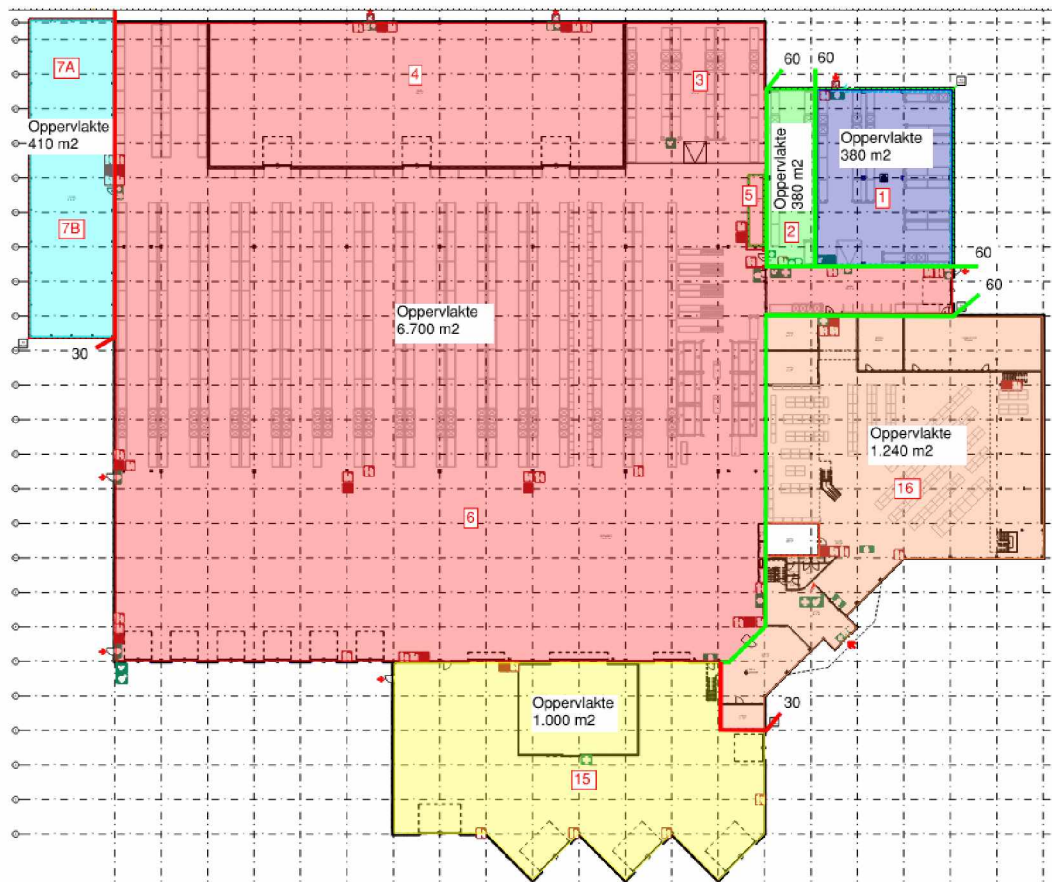 7A
4
3
60
60
Oppervlakte
410 m2
Oppervlakte
380 m2
Oppervlakte
380 m2
5
1
7B
2
60
60
Oppervlakte
6.700 m2
30
Oppervlakte
1.240 m2
16
6
Oppervlakte
1.000 m2
30
15